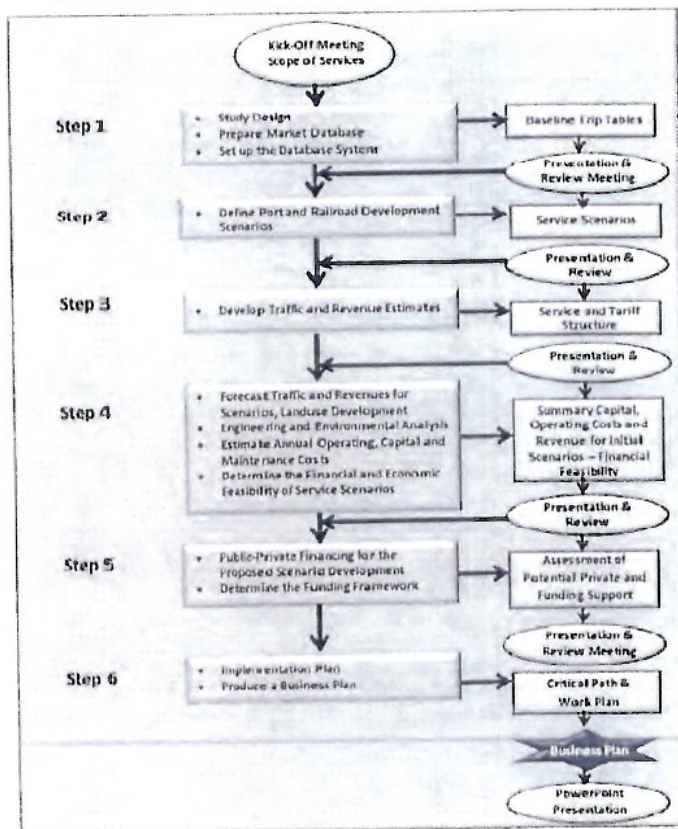 Kick-Off Meeting
Scope of Services
Step 1
• Study Design
• Prepare Market Database
• Set up the Database System
Baseline Trip Tables
Presentation &
Review Meeting
Step 2
• Define Port and Railroad Development
Scenarios
Service Scenarios
Presentation &
Review
Step 3
• Develop Traffic and Revenue Estimates
Service and Tariff
Structure
Presentation &
Review
Step 4
• Forecast Traffic and Revenues for
Scenarios, Landuse Development
• Engineering and Environmental Analysis
• Estimate Annual Operating, Capital and
Maintenance Costs
• Determine the Financial and Economic
Feasibility of Service Scenarios
Summary Capital,
Operating Costs and
Revenue for Initial
Scenarios – Financial
Feasibility
Presentation &
Review
Step 5
• Public-Private Financing for the
Proposed Scenario Development
• Determine the Funding Framework
Assessment of
Potential Private and
Funding Support
Presentation &
Review Meeting
Step 6
• Implementation Plan
• Produce a Business Plan
Critical Path &
Work Plan
Business Plan
PowerPoint
Presentation